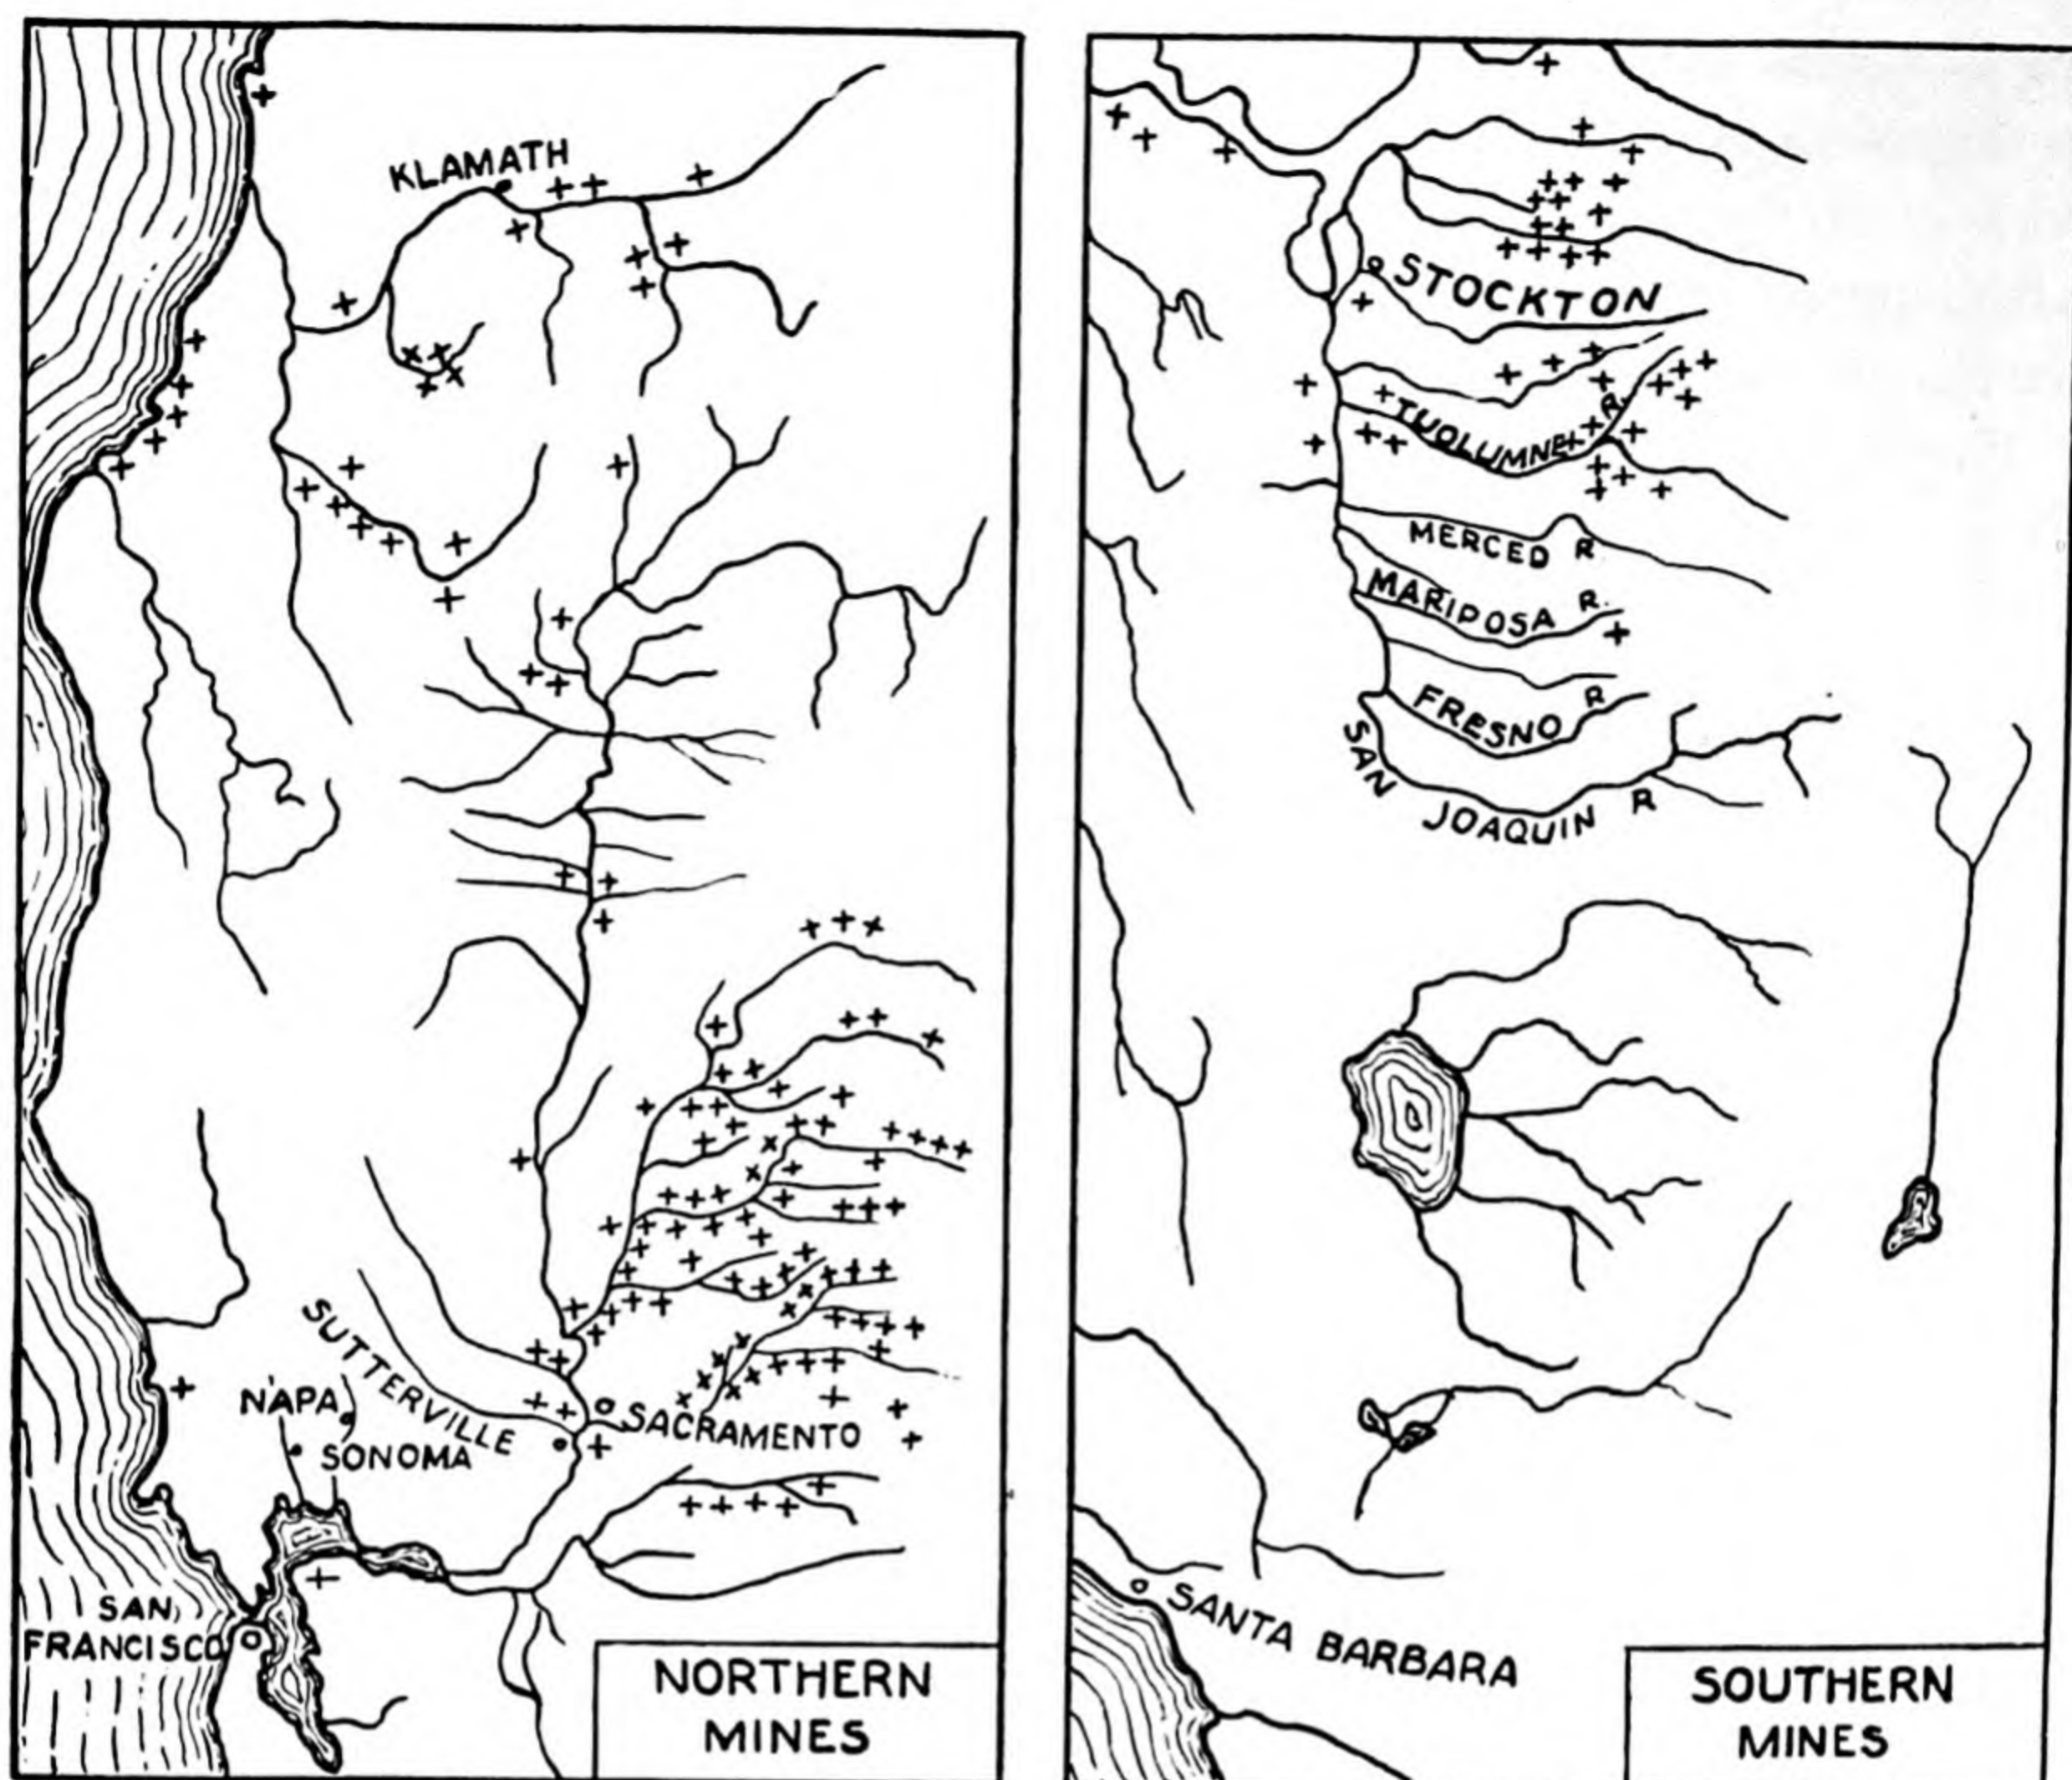 KLAMATH
SUTTERVILLE
NAPA
SONOMA
SACRAMENTO
SAN
FRANCISCO
NORTHERN
MINES
STOCKTON
TUOLUMNE R.
MERCED R
MARIPOSA R.
FRESNO R
SAN JOAQUIN R
SANTA BARBARA
SOUTHERN
MINES